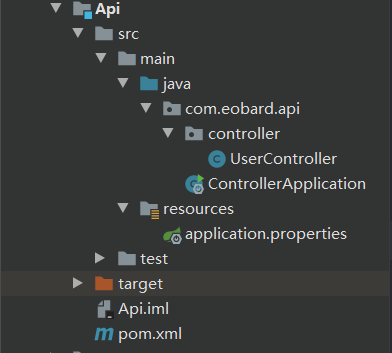 Api
src
main
java
com.eobard.api
controller
UserController
ControllerApplication
resources
application.properties
test
target
Api.iml
pom.xml